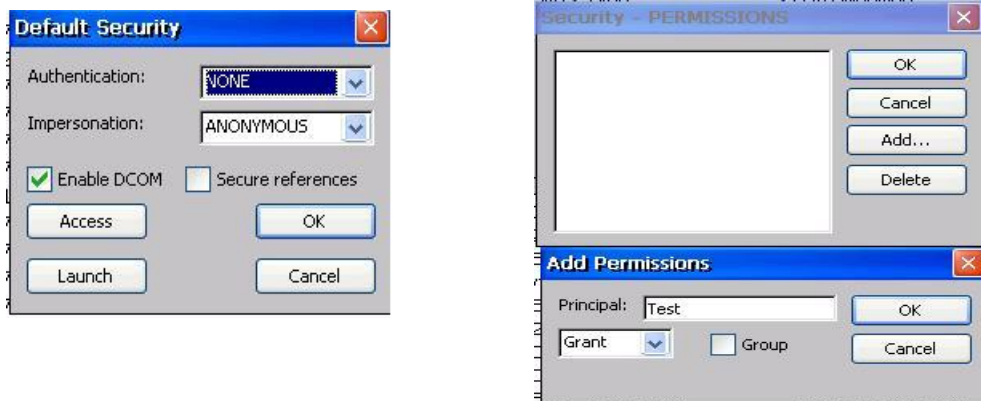 Default Security
Authentication:
NONE
Impersonation:
ANONYMOUS
Enable DCOM
Secure references
Access
OK
Launch
Cancel
Security - PERMISSIONS
OK
Cancel
Add...
Delete
Add Permissions
Principal:
Test
OK
Grant
Group
Cancel